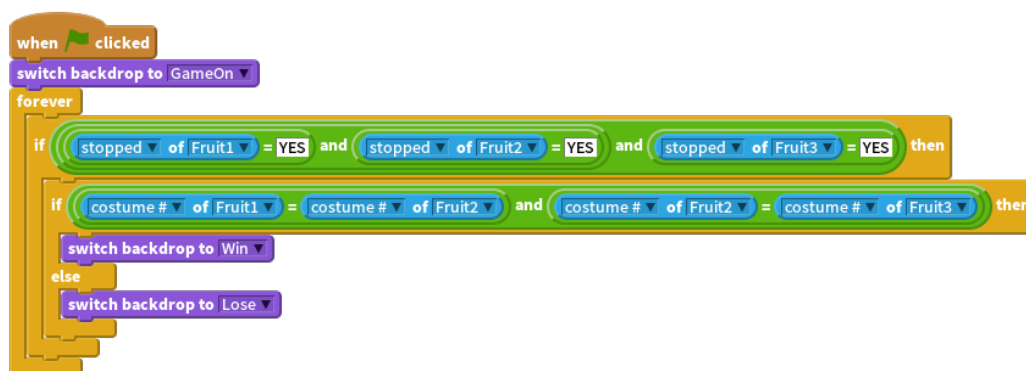 when clicked
switch backdrop to GameOn
forever
if stopped of Fruit1 = YES and stopped of Fruit2 = YES and stopped of Fruit3 = YES then
if costume # of Fruit1 = costume # of Fruit2 and costume # of Fruit2 = costume # of Fruit3 then
switch backdrop to Win
else
switch backdrop to Lose